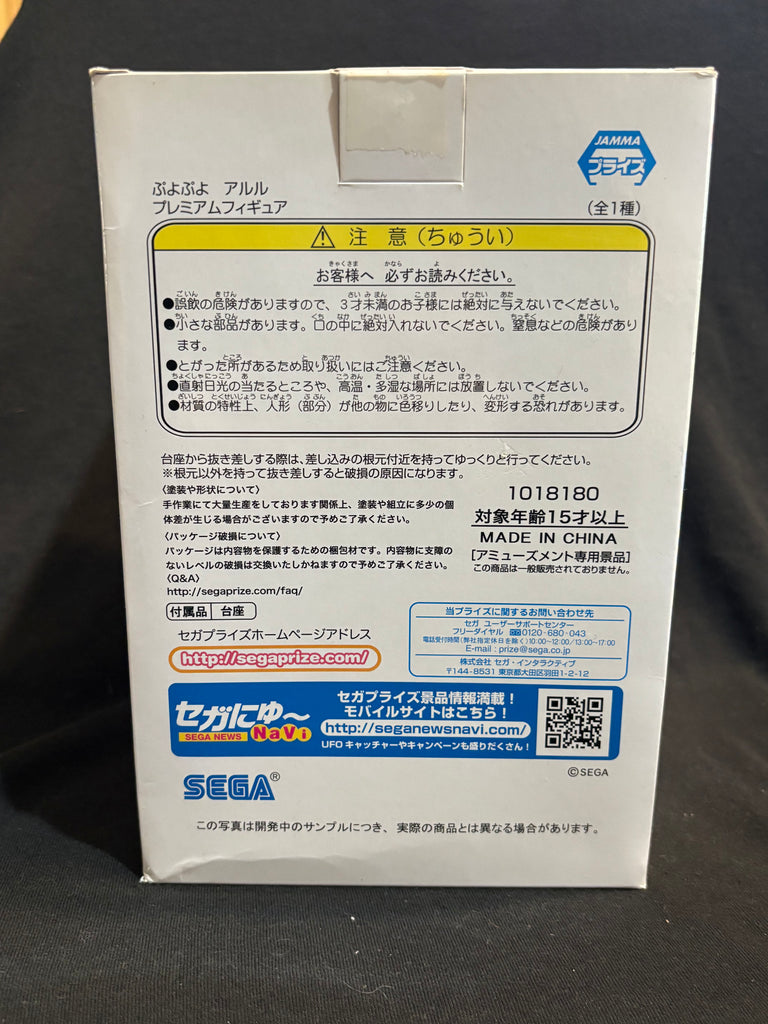 JAMMA
プライズ
ぷよぷよ アルル
プレミアムフィギュア
(全1種)
⚠ 注 意(ちゅうい)
お客様へ 必ずお読みください。
●誤飲の危険がありますので、3才未満のお子様には絶対に与えないでください。
●小さな部品があります。口の中に絶対入れないでください。窒息などの危険があり
ます。
●とがった所があるため取り扱いにはご注意ください。
●直射日光の当たるところや、高温・多湿な場所には放置しないでください。
●材質の特性上、人形(部分)が他の物に色移りしたり、変形する恐れがあります。
台座から抜き差しする際は、差し込みの根元付近を持ってゆっくりと行ってください。
※根元以外を持って抜き差しすると破損の原因になります。
〈塗装や形状について〉
手作業にて大量生産をしております関係上、塗装や組立に多少の個
体差が生じる場合がございますので予めご了承ください。
〈パッケージ破損について〉
パッケージは内容物を保護するための梱包材です。内容物に支障の
ないレベルの破損は交換いたしかねますので予めご了承ください。
〈Q&A〉
http://segaprize.com/faq/
付属品 台座
1018180
対象年齢15才以上
MADE IN CHINA
[アミューズメント専用景品]
この商品は一般販売されておりません。
セガプライズホームページアドレス
http://segaprize.com/
当プライズに関するお問い合わせ先
セガ ユーザーサポートセンター
フリーダイヤル 0120-680-043
電話受付時間(弊社指定休日を除く)10:00~12:00/13:00~17:00
E-mail : prize@sega.co.jp
株式会社 セガ・インタラクティブ
〒144-8531 東京都大田区羽田1-2-12
セガにゅ〜
SEGA NEWS NaVi
セガプライズ景品情報満載!
モバイルサイトはこちら!
http://seganewsnavi.com/
UFOキャッチャーやキャンペーンも盛りだくさん!
SEGA®
©SEGA
この写真は開発中のサンプルにつき、実際の商品とは異なる場合があります。